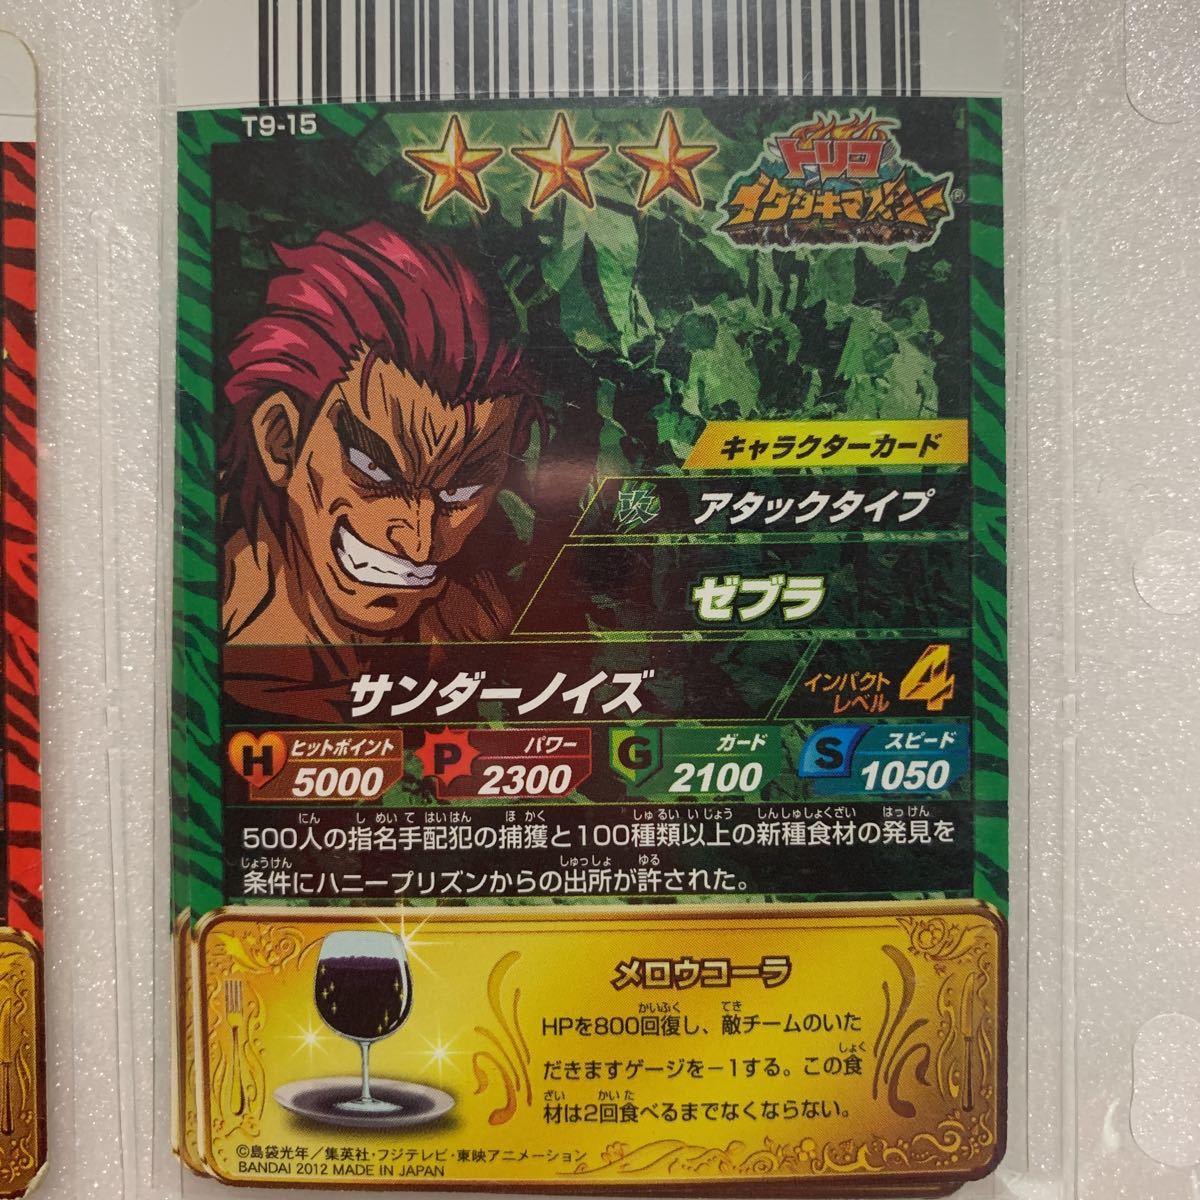 T9-15
トリコ
イタダキマスター
®
キャラクターカード
攻 アタックタイプ
ゼブラ
サンダーノイズ
インパクト
レベル 4
H ヒットポイント 5000 P パワー 2300 G ガード 2100 S スピード 1050
500人の指名手配犯の捕獲と100種類以上の新種食材の発見を
条件にハニープリズンからの出所が許された。
メロウコーラ
HPを800回復し、敵チームのいた
だきますゲージを−1する。この食
材は2回食べるまでなくならない。
©島袋光年／集英社・フジテレビ・東映アニメーション
BANDAI 2012 MADE IN JAPAN